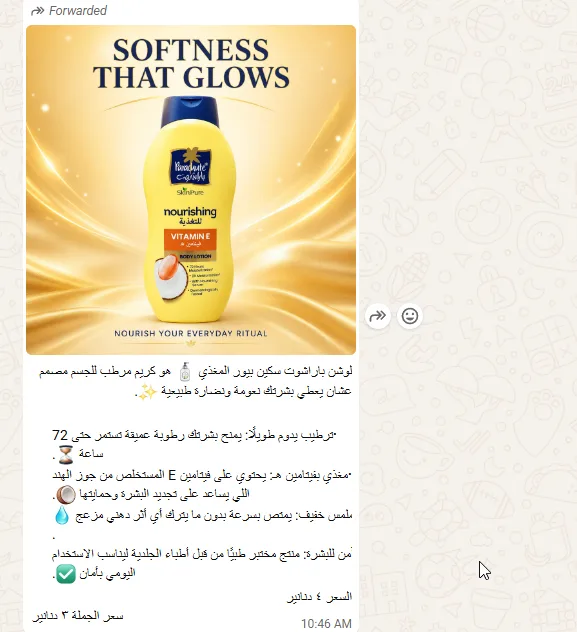 Forwarded
SOFTNESS
THAT GLOWS
Parachute
باراشوت
SkinPure
nourishing
للتغذية
VITAMIN E
فيتامين هـ
BODY LOTION
NOURISH YOUR EVERYDAY RITUAL
لوشن باراشوت سكين بيور المغذي 🧴 هو كريم مرطب للجسم مصمم
عشان يعطي بشرتك نعومة ونضارة طبيعية ✨.
•ترطيب يدوم طويلًا: يمنح بشرتك رطوبة عميقة تستمر حتى 72
ساعة ⏳.
•مغذي بفيتامين هـ: يحتوي على فيتامين E المستخلص من جوز الهند
اللي يساعد على تجديد البشرة وحمايتها 🥥.
ملمس خفيف: يمتص بسرعة بدون ما يترك أي أثر دهني مزعج 💧
.
من للبشرة: منتج مختبر طبيًا من قبل أطباء الجلدية ليناسب الاستخدام
اليومي بأمان ✅.
السعر ٤ دنانير
سعر الجملة ٣ دنانير
10:46 AM